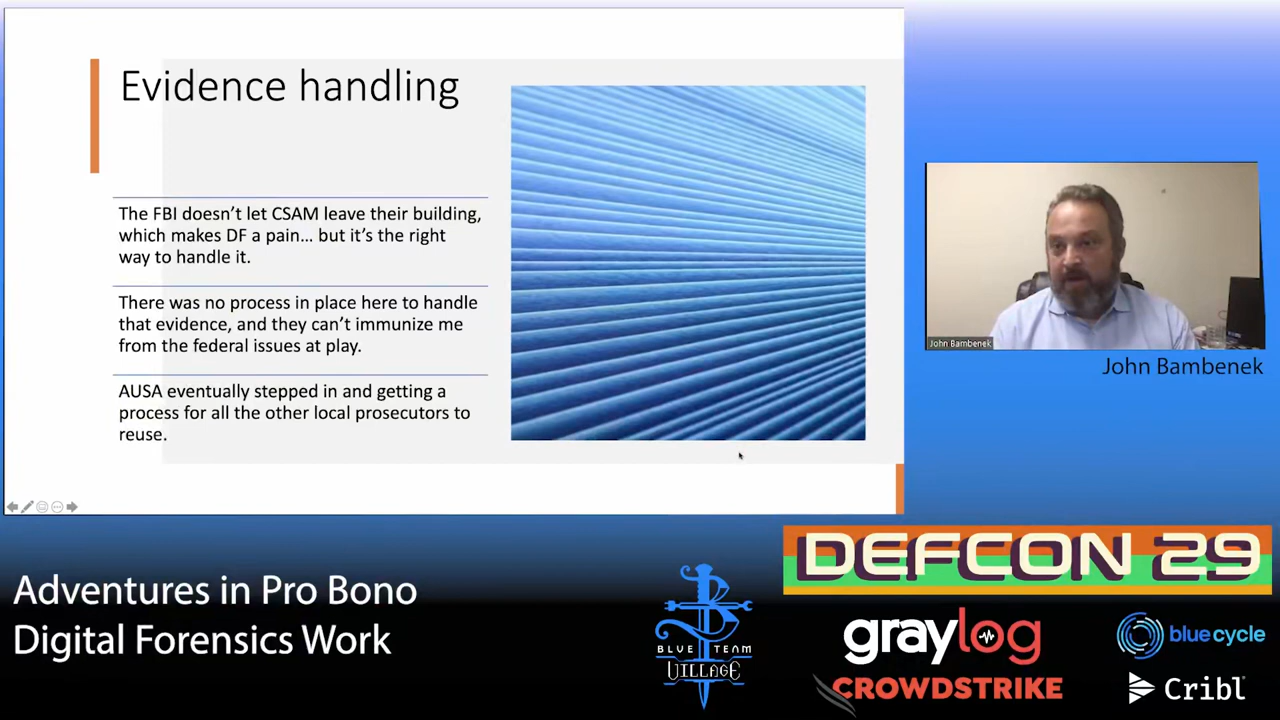 Evidence handling
The FBI doesn't let CSAM leave their building,
which makes DF a pain... but it's the right
way to handle it.
There was no process in place here to handle
that evidence, and they can't immunize me
from the federal issues at play.
AUSA eventually stepped in and getting a
process for all the other local prosecutors to
reuse.
John Bambenek
John Bambenek
Adventures in Pro Bono
Digital Forensics Work
BLUE TEAM
VILLAGE
DEFCON 29
graylog
bluecycle
CROWDSTRIKE
Cribl